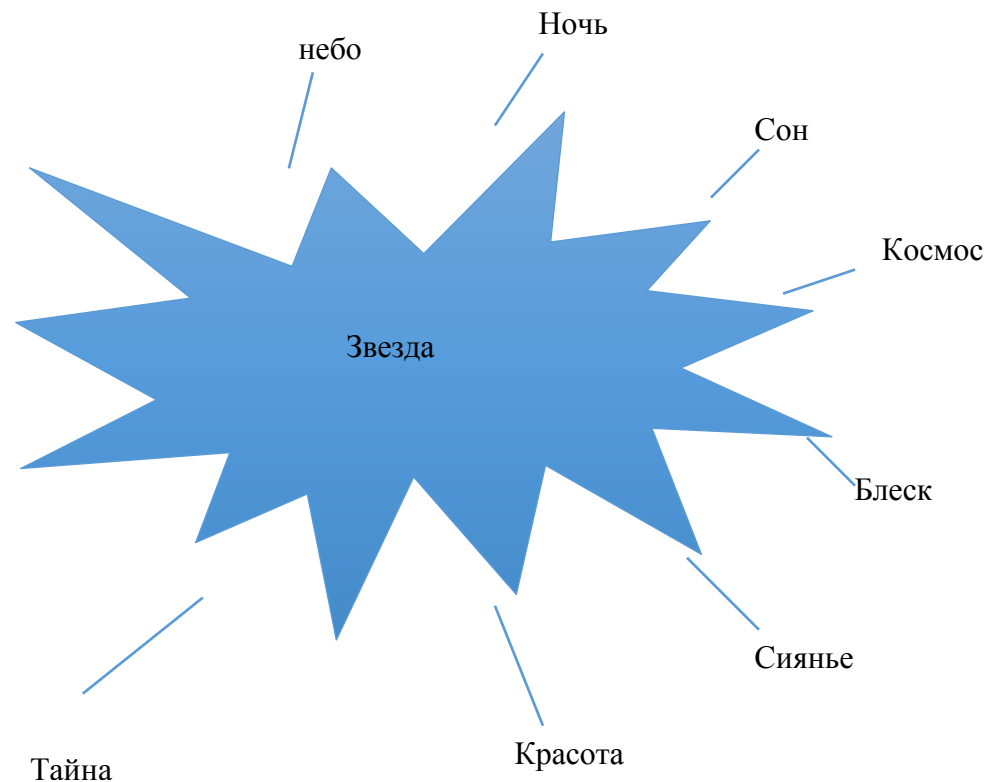 Ночь
небо
Сон
Космос
Звезда
Блеск
Сиянье
Красота
Тайна